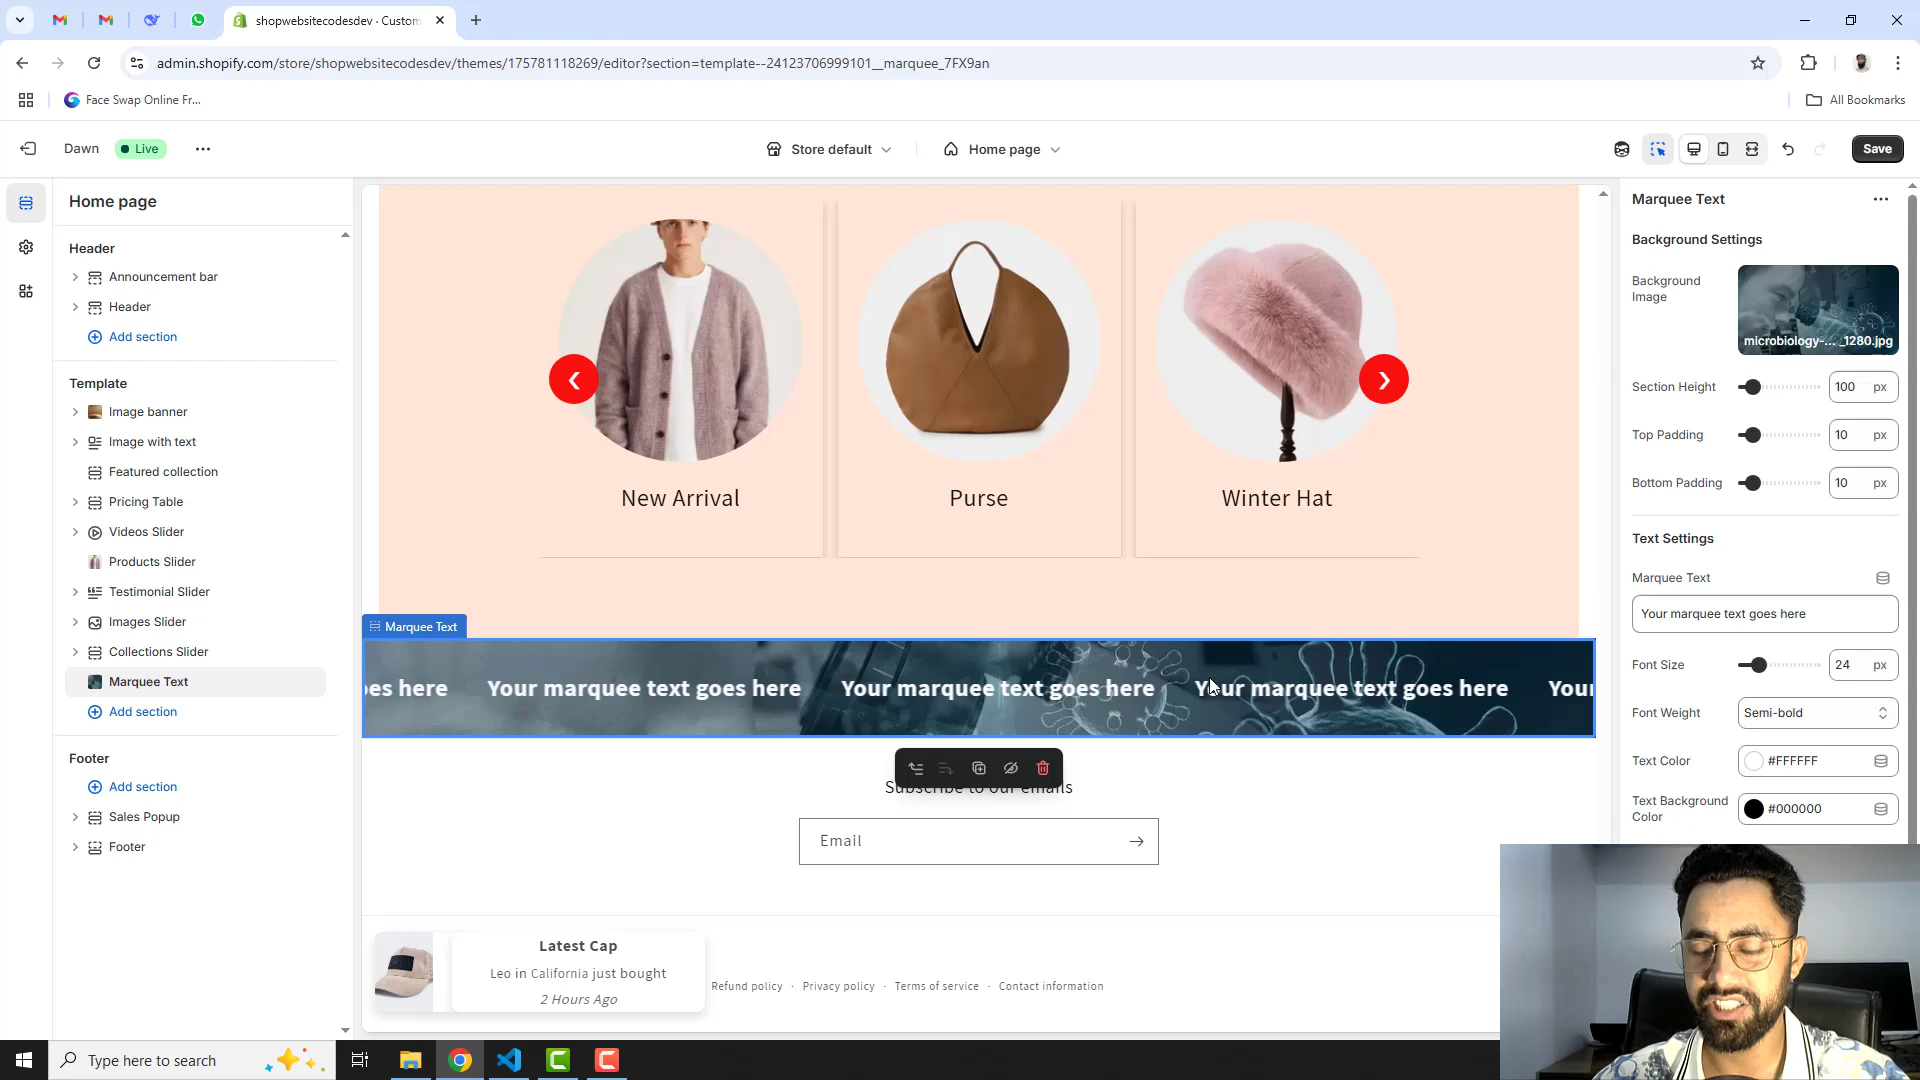 shopwebsitecodesdev · Custom
admin.shopify.com/store/shopwebsitecodesdev/themes/175781118269/editor?section=template--24123706999101__marquee_7FX9an
Face Swap Online Fr...
All Bookmarks
Dawn
Live
Store default
Home page
Save
Home page
Header
Announcement bar
Header
Add section
Template
Image banner
Image with text
Featured collection
Pricing Table
Videos Slider
Products Slider
Testimonial Slider
Images Slider
Collections Slider
Marquee Text
Add section
Footer
Add section
Sales Popup
Footer
New Arrival
Purse
Winter Hat
Marquee Text
oes here Your marquee text goes here Your marquee text goes here Your marquee text goes here Your
Subscribe to our emails
Email
Latest Cap
Leo in California just bought
2 Hours Ago
Refund policy · Privacy policy · Terms of service · Contact information
Marquee Text
Background Settings
Background
Image
microbiology-... _1280.jpg
Section Height 100 px
Top Padding 10 px
Bottom Padding 10 px
Text Settings
Marquee Text
Your marquee text goes here
Font Size 24 px
Font Weight Semi-bold
Text Color #FFFFFF
Text Background
Color
#000000
Type here to search